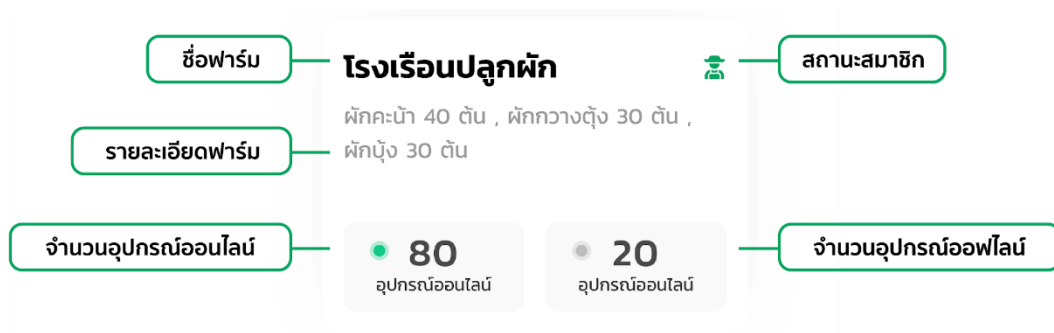 ชื่อฟาร์ม
โรงเรือนปลูกผัก
สถานะสมาชิก
ผักคะน้า 40 ต้น , ผักกวางตุ้ง 30 ต้น ,
ผักบุ้ง 30 ต้น
รายละเอียดฟาร์ม
จำนวนอุปกรณ์ออนไลน์
80
อุปกรณ์ออนไลน์
20
อุปกรณ์ออนไลน์
จำนวนอุปกรณ์ออฟไลน์